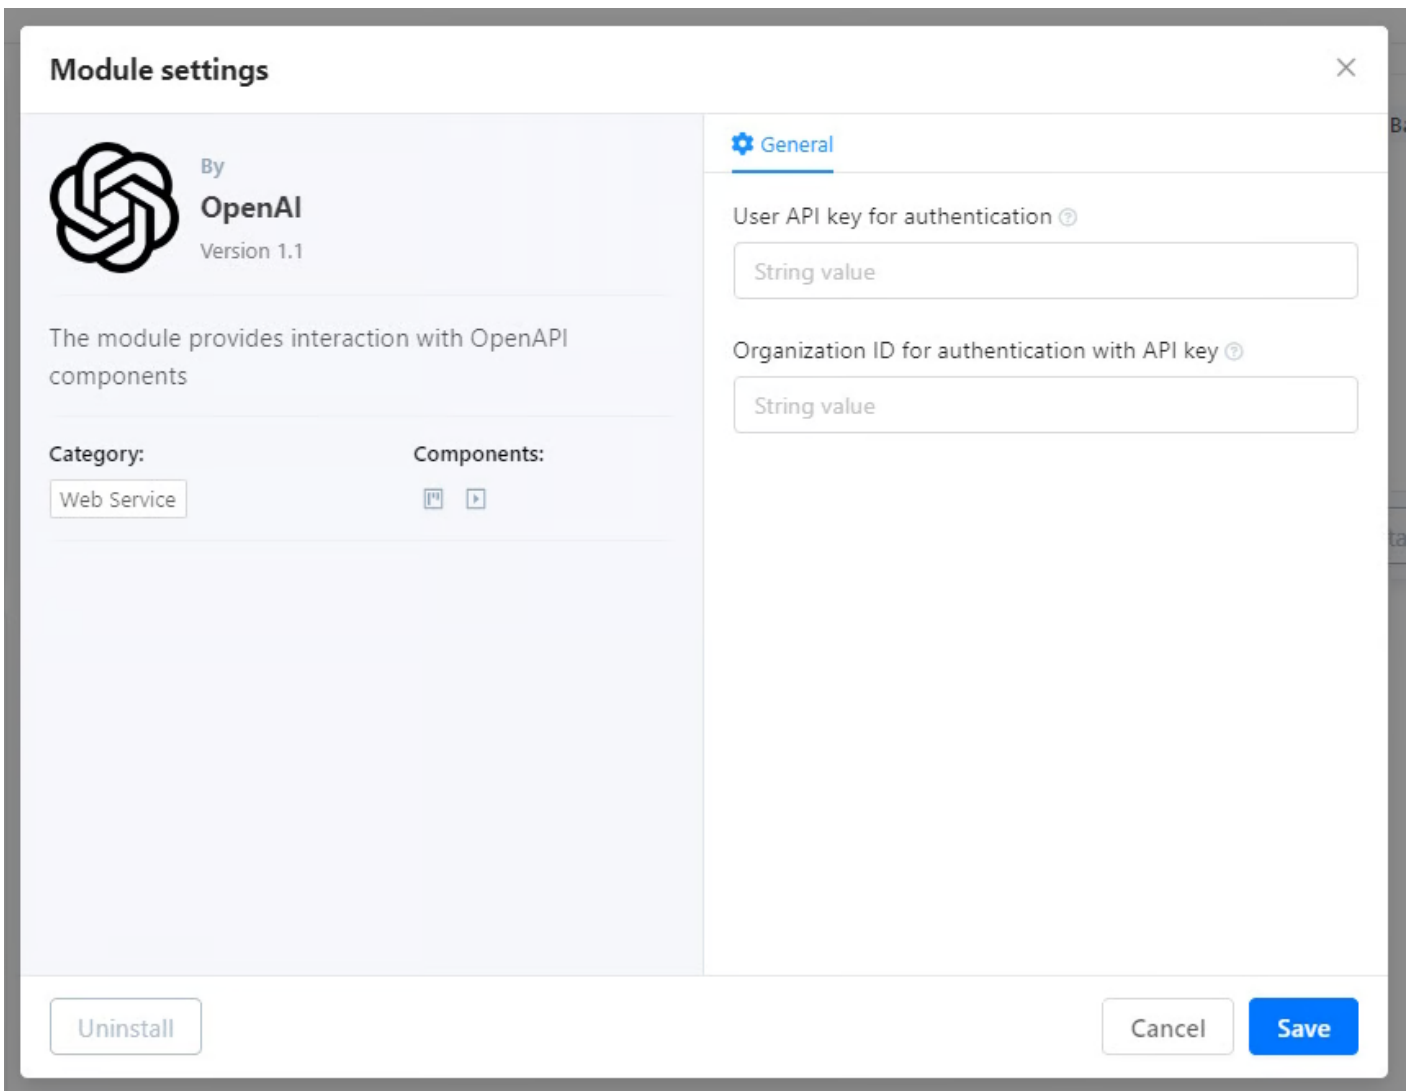 Module settings
By
OpenAI
Version 1.1
The module provides interaction with OpenAPI
components
Category:
Components:
Web Service
General
User API key for authentication
String value
Organization ID for authentication with API key
String value
Uninstall
Cancel
Save